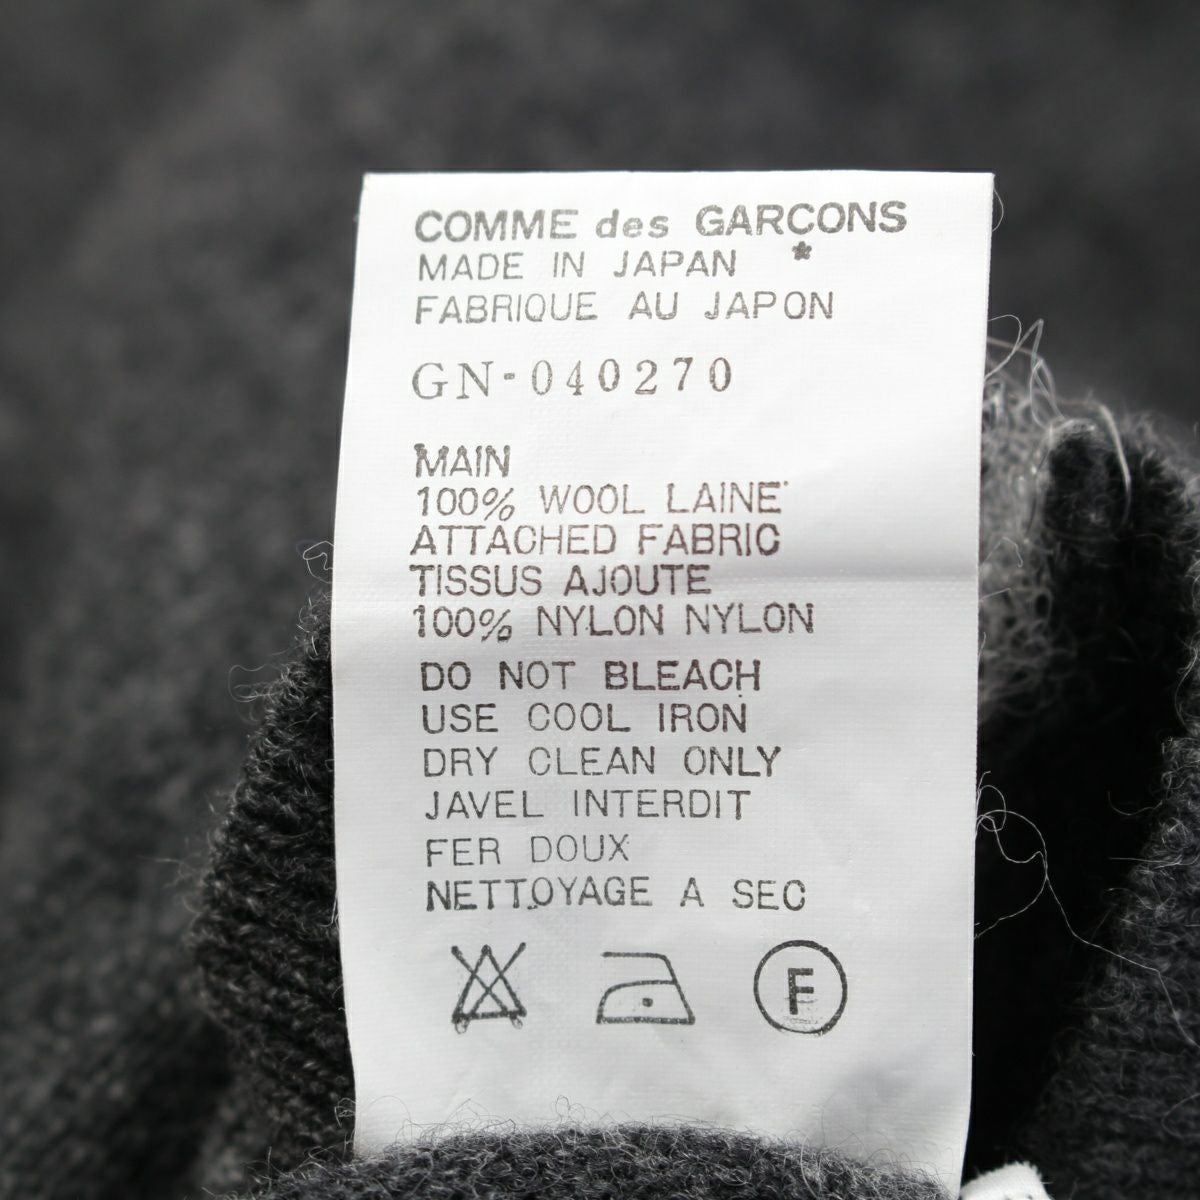 COMME des GARCONS
MADE IN JAPAN *
FABRIQUE AU JAPON
GN-040270
MAIN
100% WOOL LAINE
ATTACHED FABRIC
TISSUS AJOUTE
100% NYLON NYLON
DO NOT BLEACH
USE COOL IRON
DRY CLEAN ONLY
JAVEL INTERDIT
FER DOUX
NETTOYAGE A SEC
F